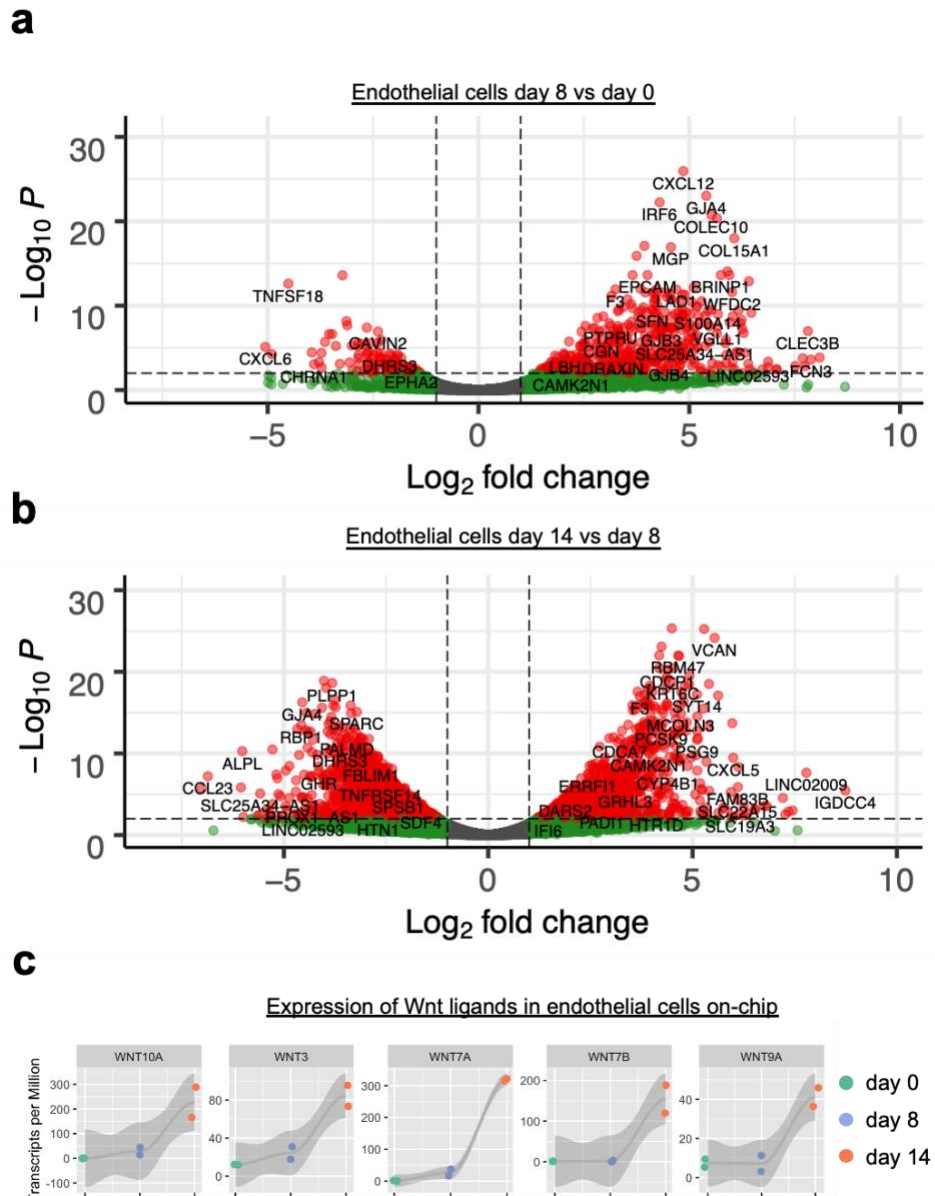 a
Endothelial cells day 8 vs day 0
30
20
10
0
− Log10 P
CXCL12
IRF6 GJA4
COLEC10
MGP COL15A1
TNFSF18
EPCAM BRINP1
F3 LAD1 WFDC2
SFN S100A14
PTPRU GJB3 VGLL1
CAVIN2 CGN SLC25A34−AS1 CLEC3B
CXCL6 DHRS3 LBH DRAXIN FCN3
CHRNA1 EPHA2 CAMK2N1 GJB4 LINC02593
−5 0 5 10
Log2 fold change
b
Endothelial cells day 14 vs day 8
30
20
10
0
− Log10 P
VCAN
RBM47
CDCP1
PLPP1 KRT6C
GJA4 SPARC F3 SYT14
RBP1 MCOLN3
PALMD PCSK9
DHRS3 CDCA7 PSG9
ALPL FBLIM1 CAMK2N1 CXCL5
CCL23 GHR TNFRSF14 ERRFI1 CYP4B1 LINC02009
SLC25A34−AS1 SPSB1 GRHL3 FAM83B IGDCC4
PROX1−AS1 SDF4 DARS2 SLC22A15
LINC02593 HTN1 IFI6 PADI1 HTR1D SLC19A3
−5 0 5 10
Log2 fold change
c
Expression of Wnt ligands in endothelial cells on-chip
Transcripts per Million
WNT10A WNT3 WNT7A WNT7B WNT9A
300
200
100
0
-100
80
40
0
300
200
100
0
200
100
0
40
20
0
day 0
day 8
day 14